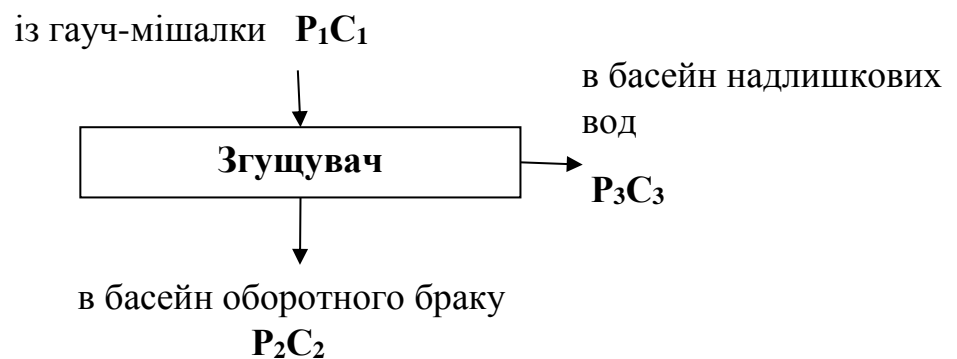 із гауч-мішалки P₁C₁
в басейн надлишкових
вод
Згущувач
P₃C₃
в басейн оборотного браку
P₂C₂